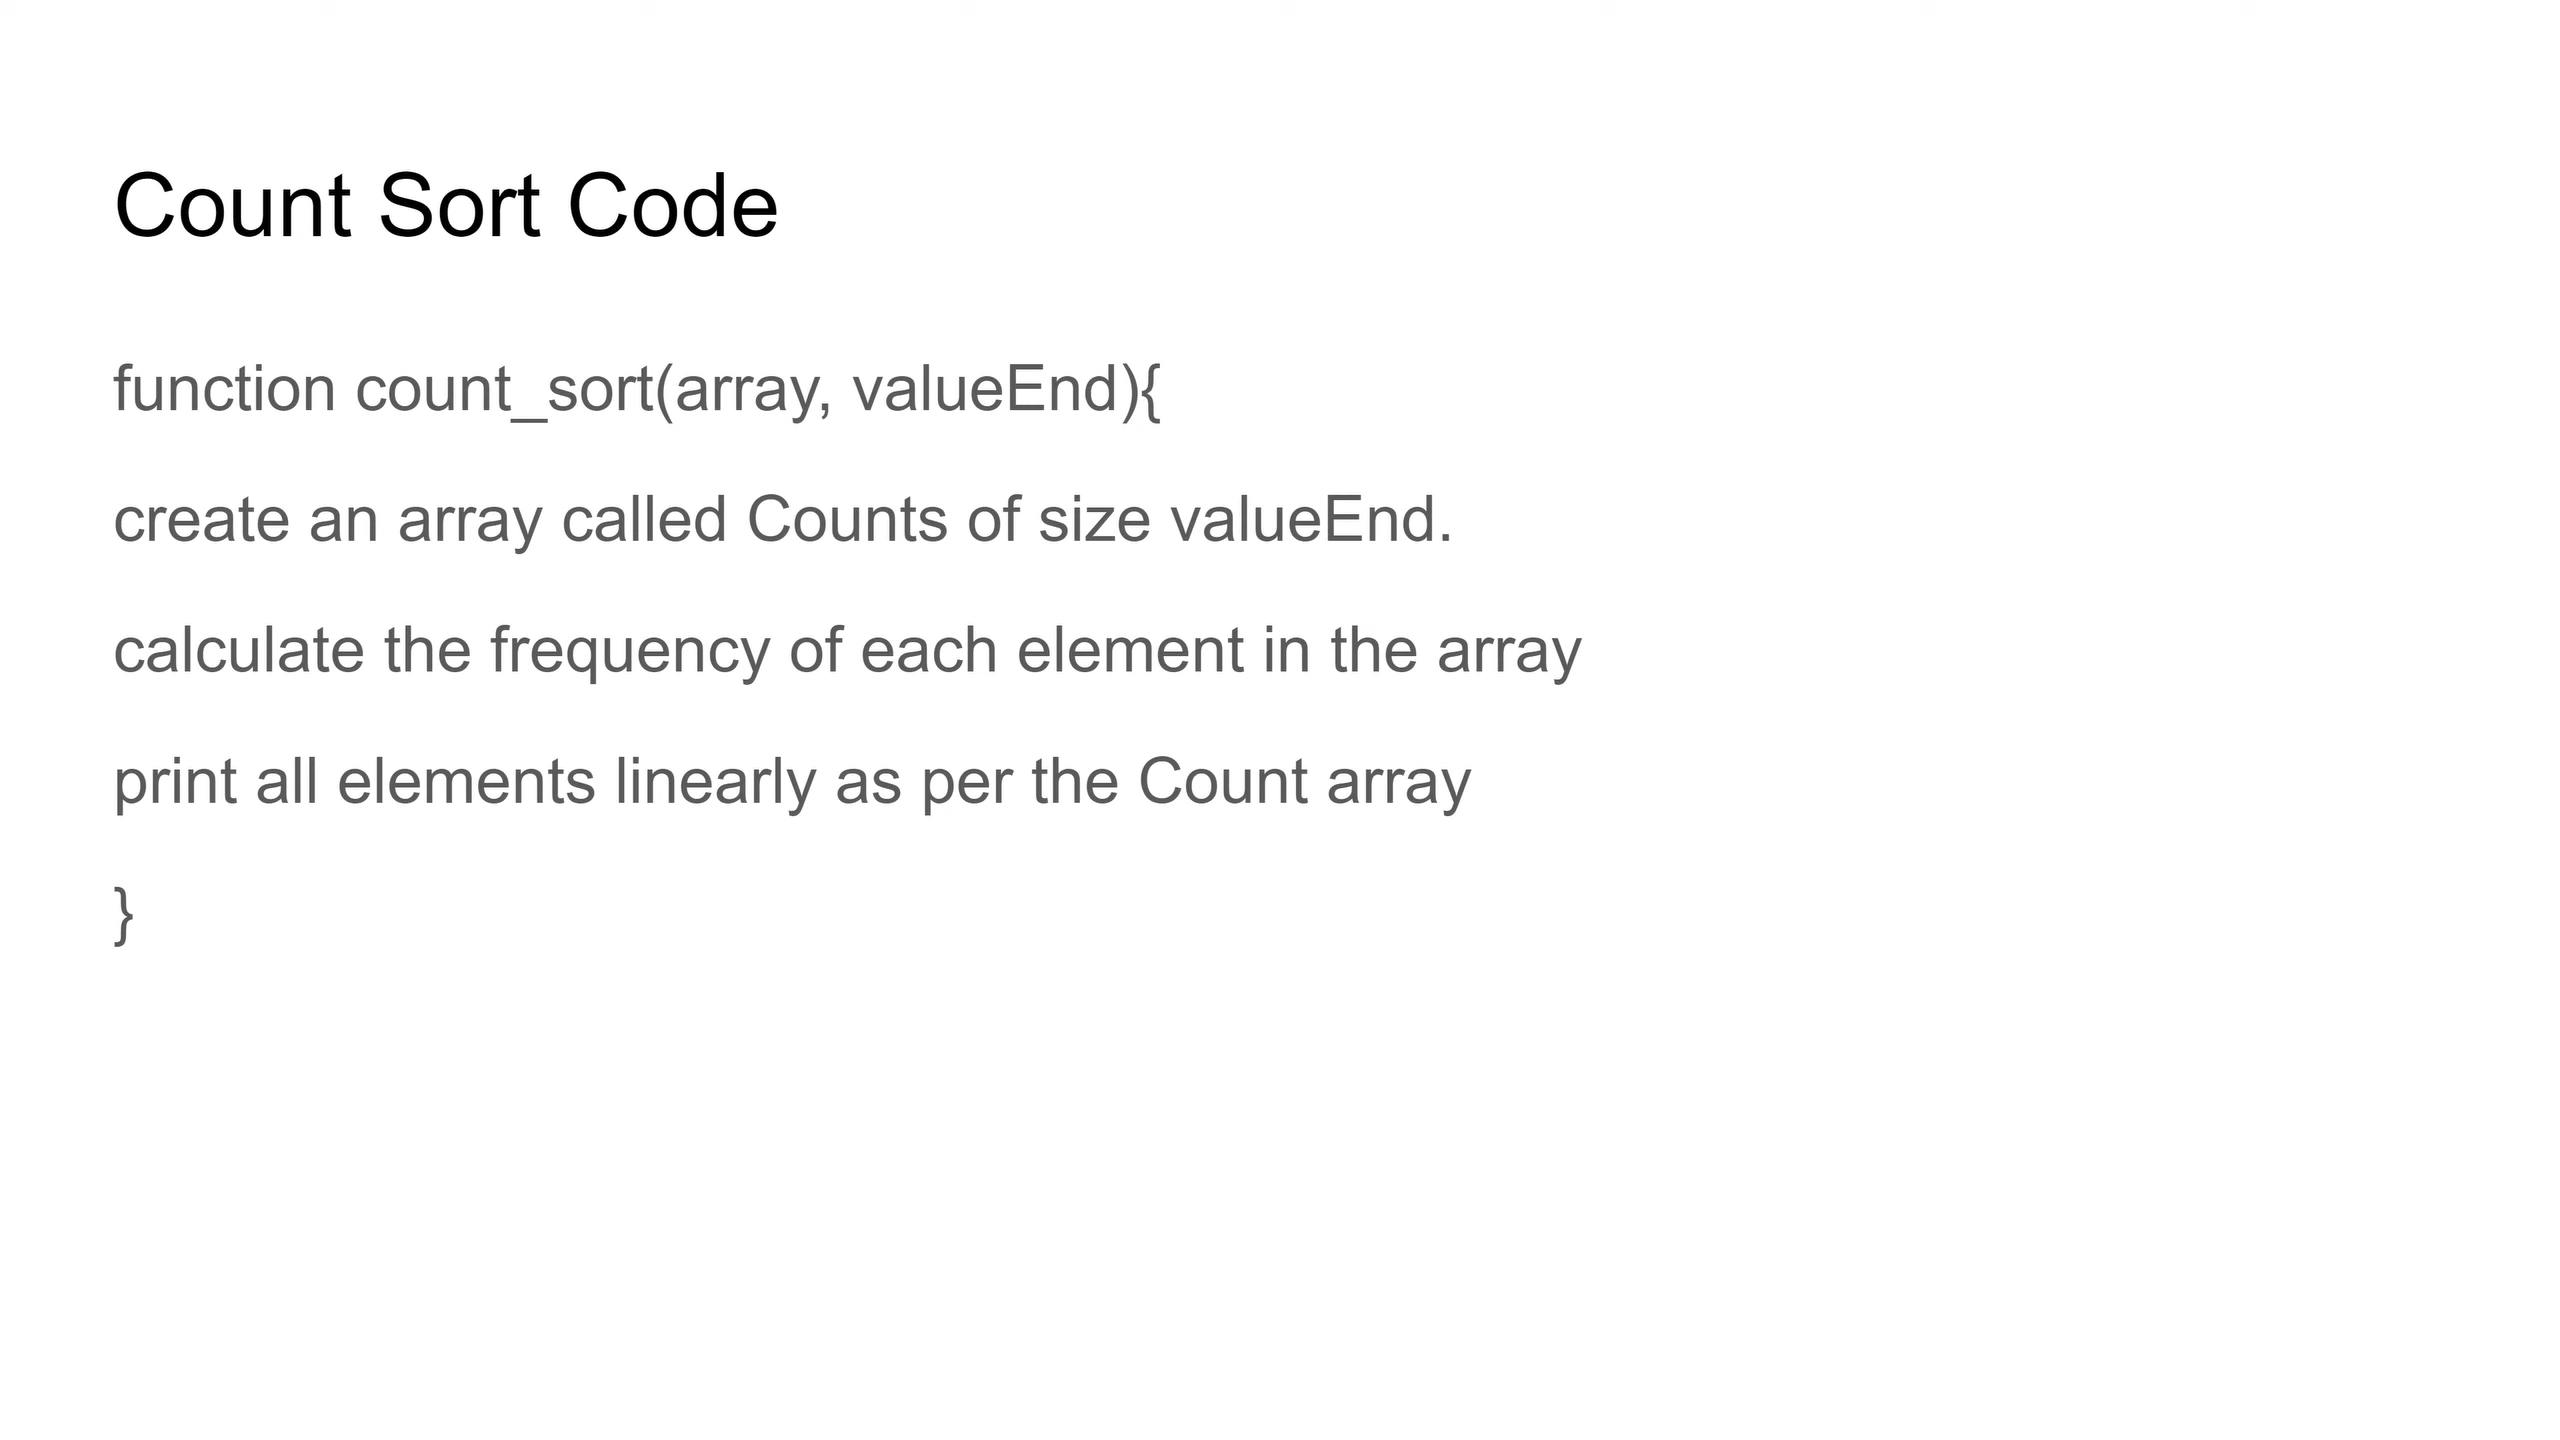 Count Sort Code
function count_sort(array, valueEnd){
create an array called Counts of size valueEnd.
calculate the frequency of each element in the array
print all elements linearly as per the Count array
}